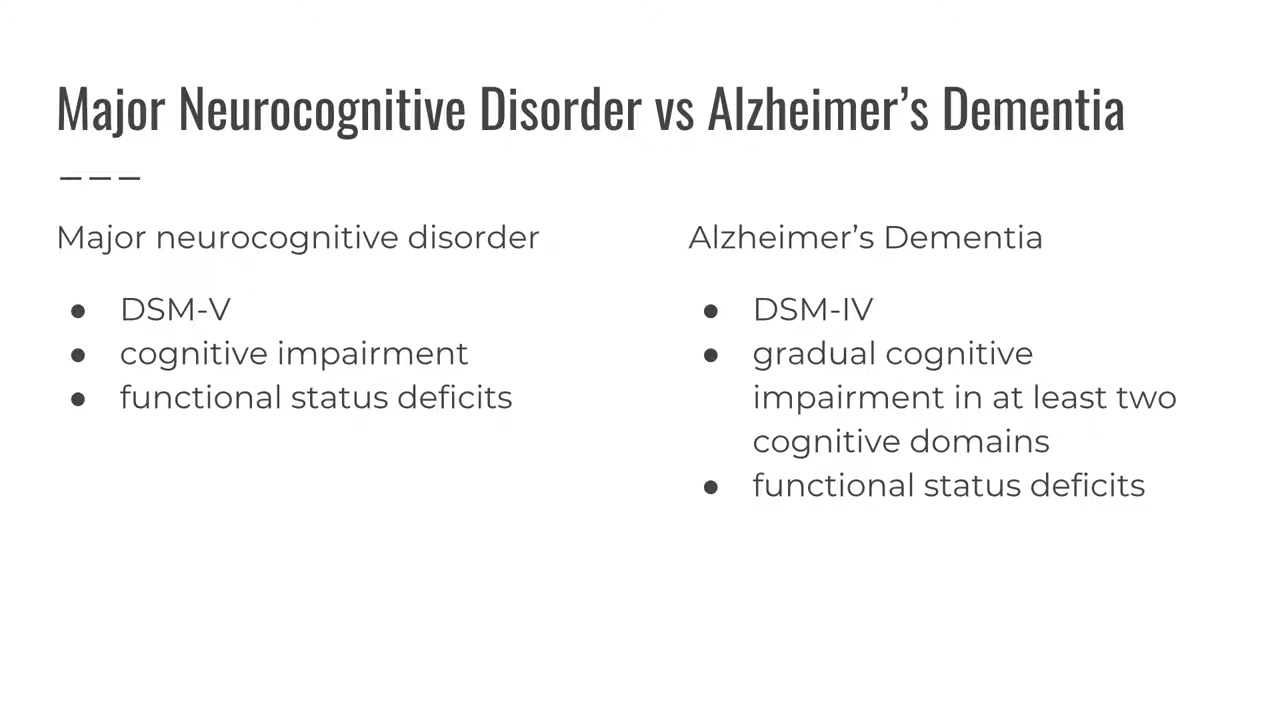 Major Neurocognitive Disorder vs Alzheimer’s Dementia
Major neurocognitive disorder
● DSM-V
● cognitive impairment
● functional status deficits
Alzheimer’s Dementia
● DSM-IV
● gradual cognitive
impairment in at least two
cognitive domains
● functional status deficits